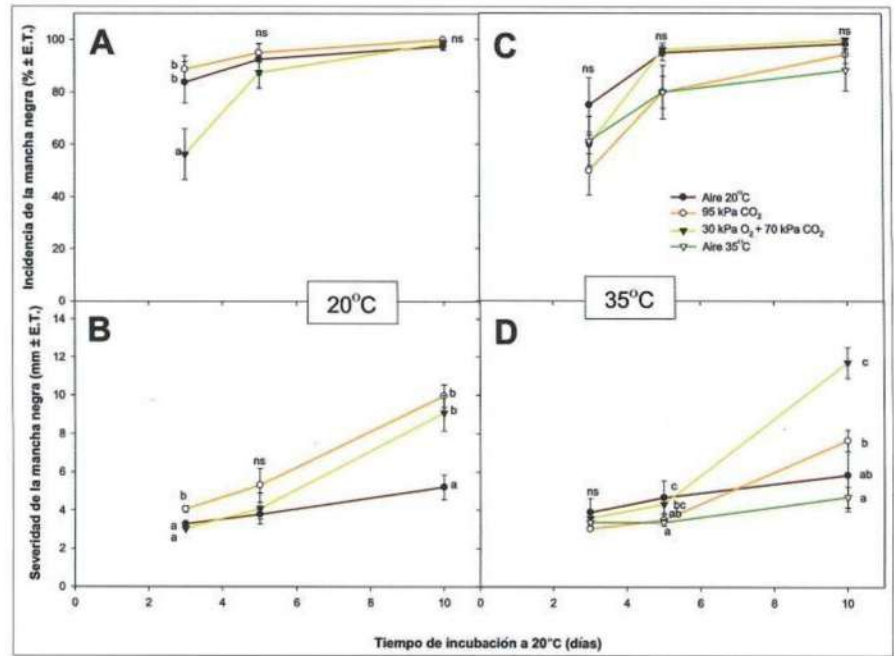 A
C
Incidencia de la mancha negra (% ± E.T.)
100
80
60
40
20
0
b
b
a
ns
ns
ns
ns
Aire 20°C
95 kPa CO2
30 kPa O2 + 70 kPa CO2
Aire 35°C
20°C
35°C
B
D
Severidad de la mancha negra (mm ± E.T.)
14
12
10
8
6
4
2
0
b
a
a
ns
b
b
a
ns
c
bc
ab
a
c
b
ab
a
0 2 4 6 8 10
0 2 4 6 8 10
Tiempo de incubación a 20°C (días)